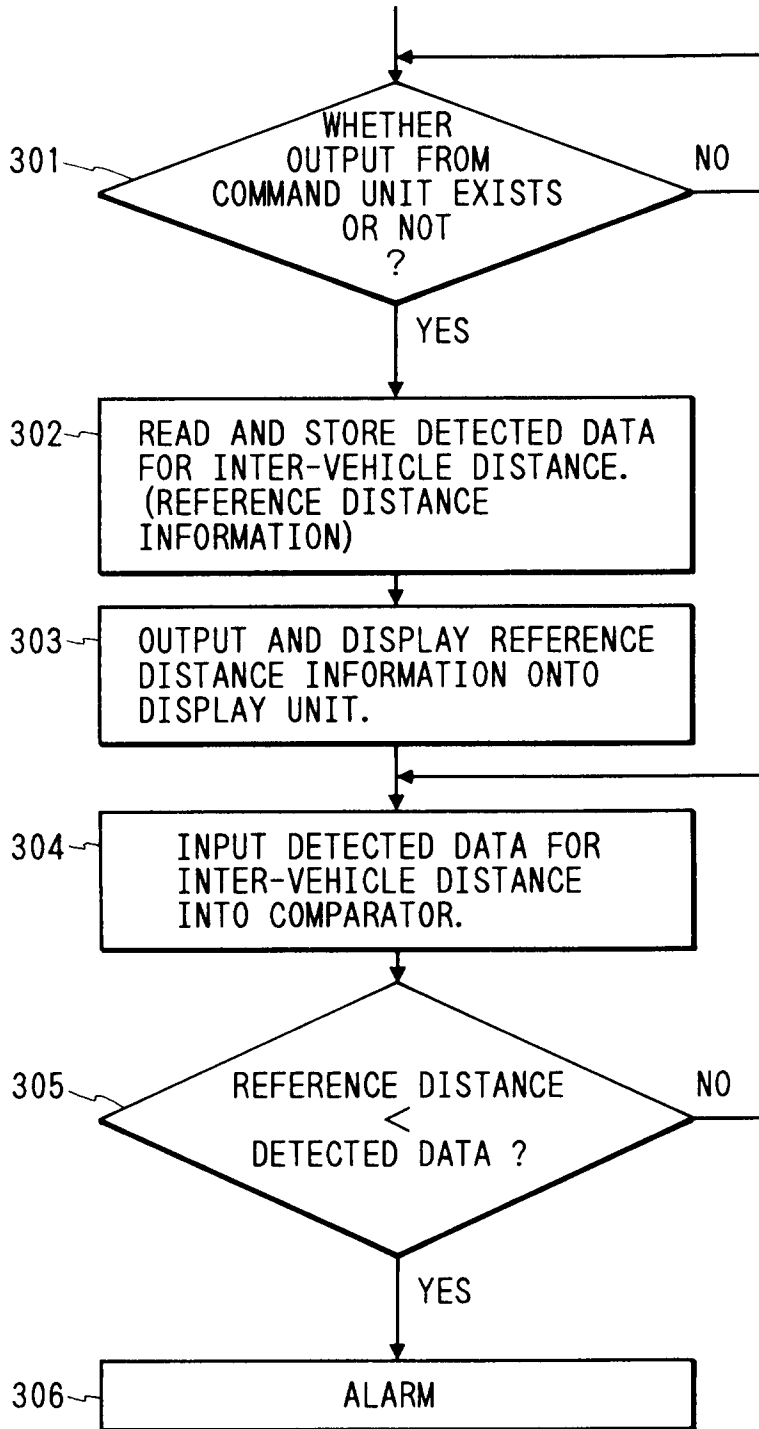 WHETHER
OUTPUT FROM
COMMAND UNIT EXISTS
OR NOT
?
301
NO
YES
302
READ AND STORE DETECTED DATA
FOR INTER-VEHICLE DISTANCE.
(REFERENCE DISTANCE
INFORMATION)
303
OUTPUT AND DISPLAY REFERENCE
DISTANCE INFORMATION ONTO
DISPLAY UNIT.
304
INPUT DETECTED DATA FOR
INTER-VEHICLE DISTANCE
INTO COMPARATOR.
305
REFERENCE DISTANCE
<
DETECTED DATA ?
NO
YES
306
ALARM